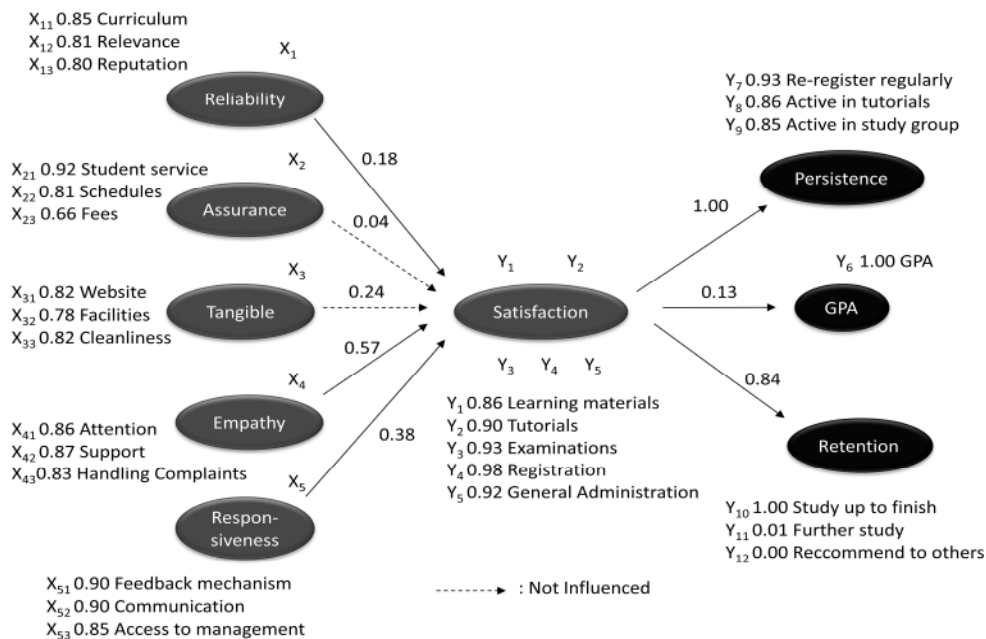 X11 0.85 Curriculum
X12 0.81 Relevance
X13 0.80 Reputation
X1
Reliability
0.18
X21 0.92 Student service
X22 0.81 Schedules
X23 0.66 Fees
X2
Assurance
0.04
X31 0.82 Website
X32 0.78 Facilities
X33 0.82 Cleanliness
X3
Tangible
0.24
X41 0.86 Attention
X42 0.87 Support
X43 0.83 Handling Complaints
X4
Empathy
0.57
X5
Respon-
siveness
0.38
X51 0.90 Feedback mechanism
X52 0.90 Communication
X53 0.85 Access to management
Y1 Y2
Satisfaction
Y3 Y4 Y5
Y1 0.86 Learning materials
Y2 0.90 Tutorials
Y3 0.93 Examinations
Y4 0.98 Registration
Y5 0.92 General Administration
: Not Influenced
Y7 0.93 Re-register regularly
Y8 0.86 Active in tutorials
Y9 0.85 Active in study group
Persistence
1.00
Y6 1.00 GPA
0.13
GPA
0.84
Retention
Y10 1.00 Study up to finish
Y11 0.01 Further study
Y12 0.00 Reccommend to others